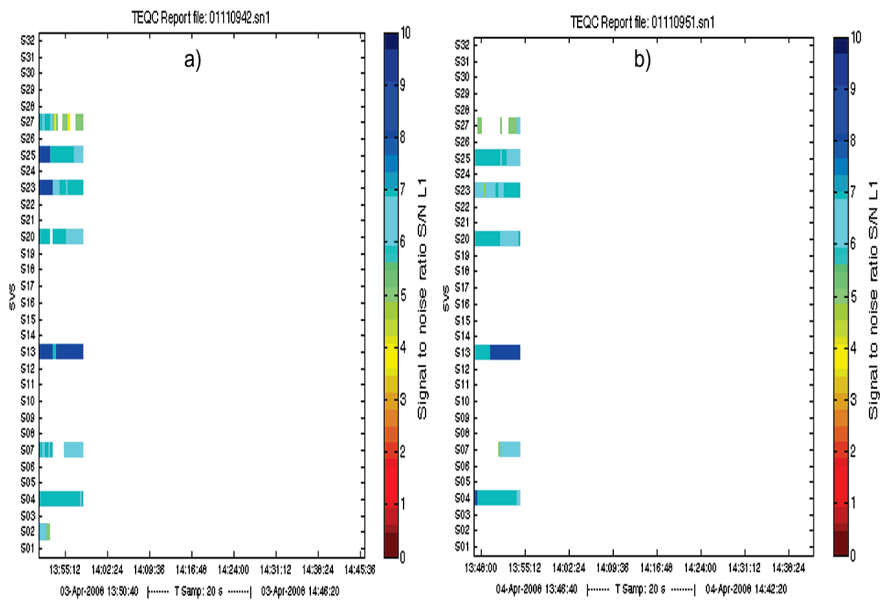 TEQC Report file: 01110942.sn1
a)
S32
S31
S30
S29
S28
S27
S26
S25
S24
S23
S22
S21
S20
S19
S18
S17
S16
S15
S14
S13
S12
S11
S10
S09
S08
S07
S06
S05
S04
S03
S02
S01
SVS
13:55:12 14:02:24 14:09:36 14:16:48 14:24:00 14:31:12 14:38:24 14:45:36
03-Apr-2006 13:50:40 |------- T Samp: 20 s -------| 03-Apr-2006 14:46:20
10
9
8
7
6
5
4
3
2
1
0
Signal to noise ratio S/N L1
TEQC Report file: 01110951.sn1
b)
S32
S31
S30
S29
S28
S27
S26
S25
S24
S23
S22
S21
S20
S19
S18
S17
S16
S15
S14
S13
S12
S11
S10
S09
S08
S07
S06
S05
S04
S03
S02
S01
SVS
13:48:00 13:55:12 14:02:24 14:09:36 14:16:48 14:24:00 14:31:12 14:38:24
04-Apr-2006 13:46:40 |------- T Samp: 20 s -------| 04-Apr-2006 14:42:20
10
9
8
7
6
5
4
3
2
1
0
Signal to noise ratio S/N L1